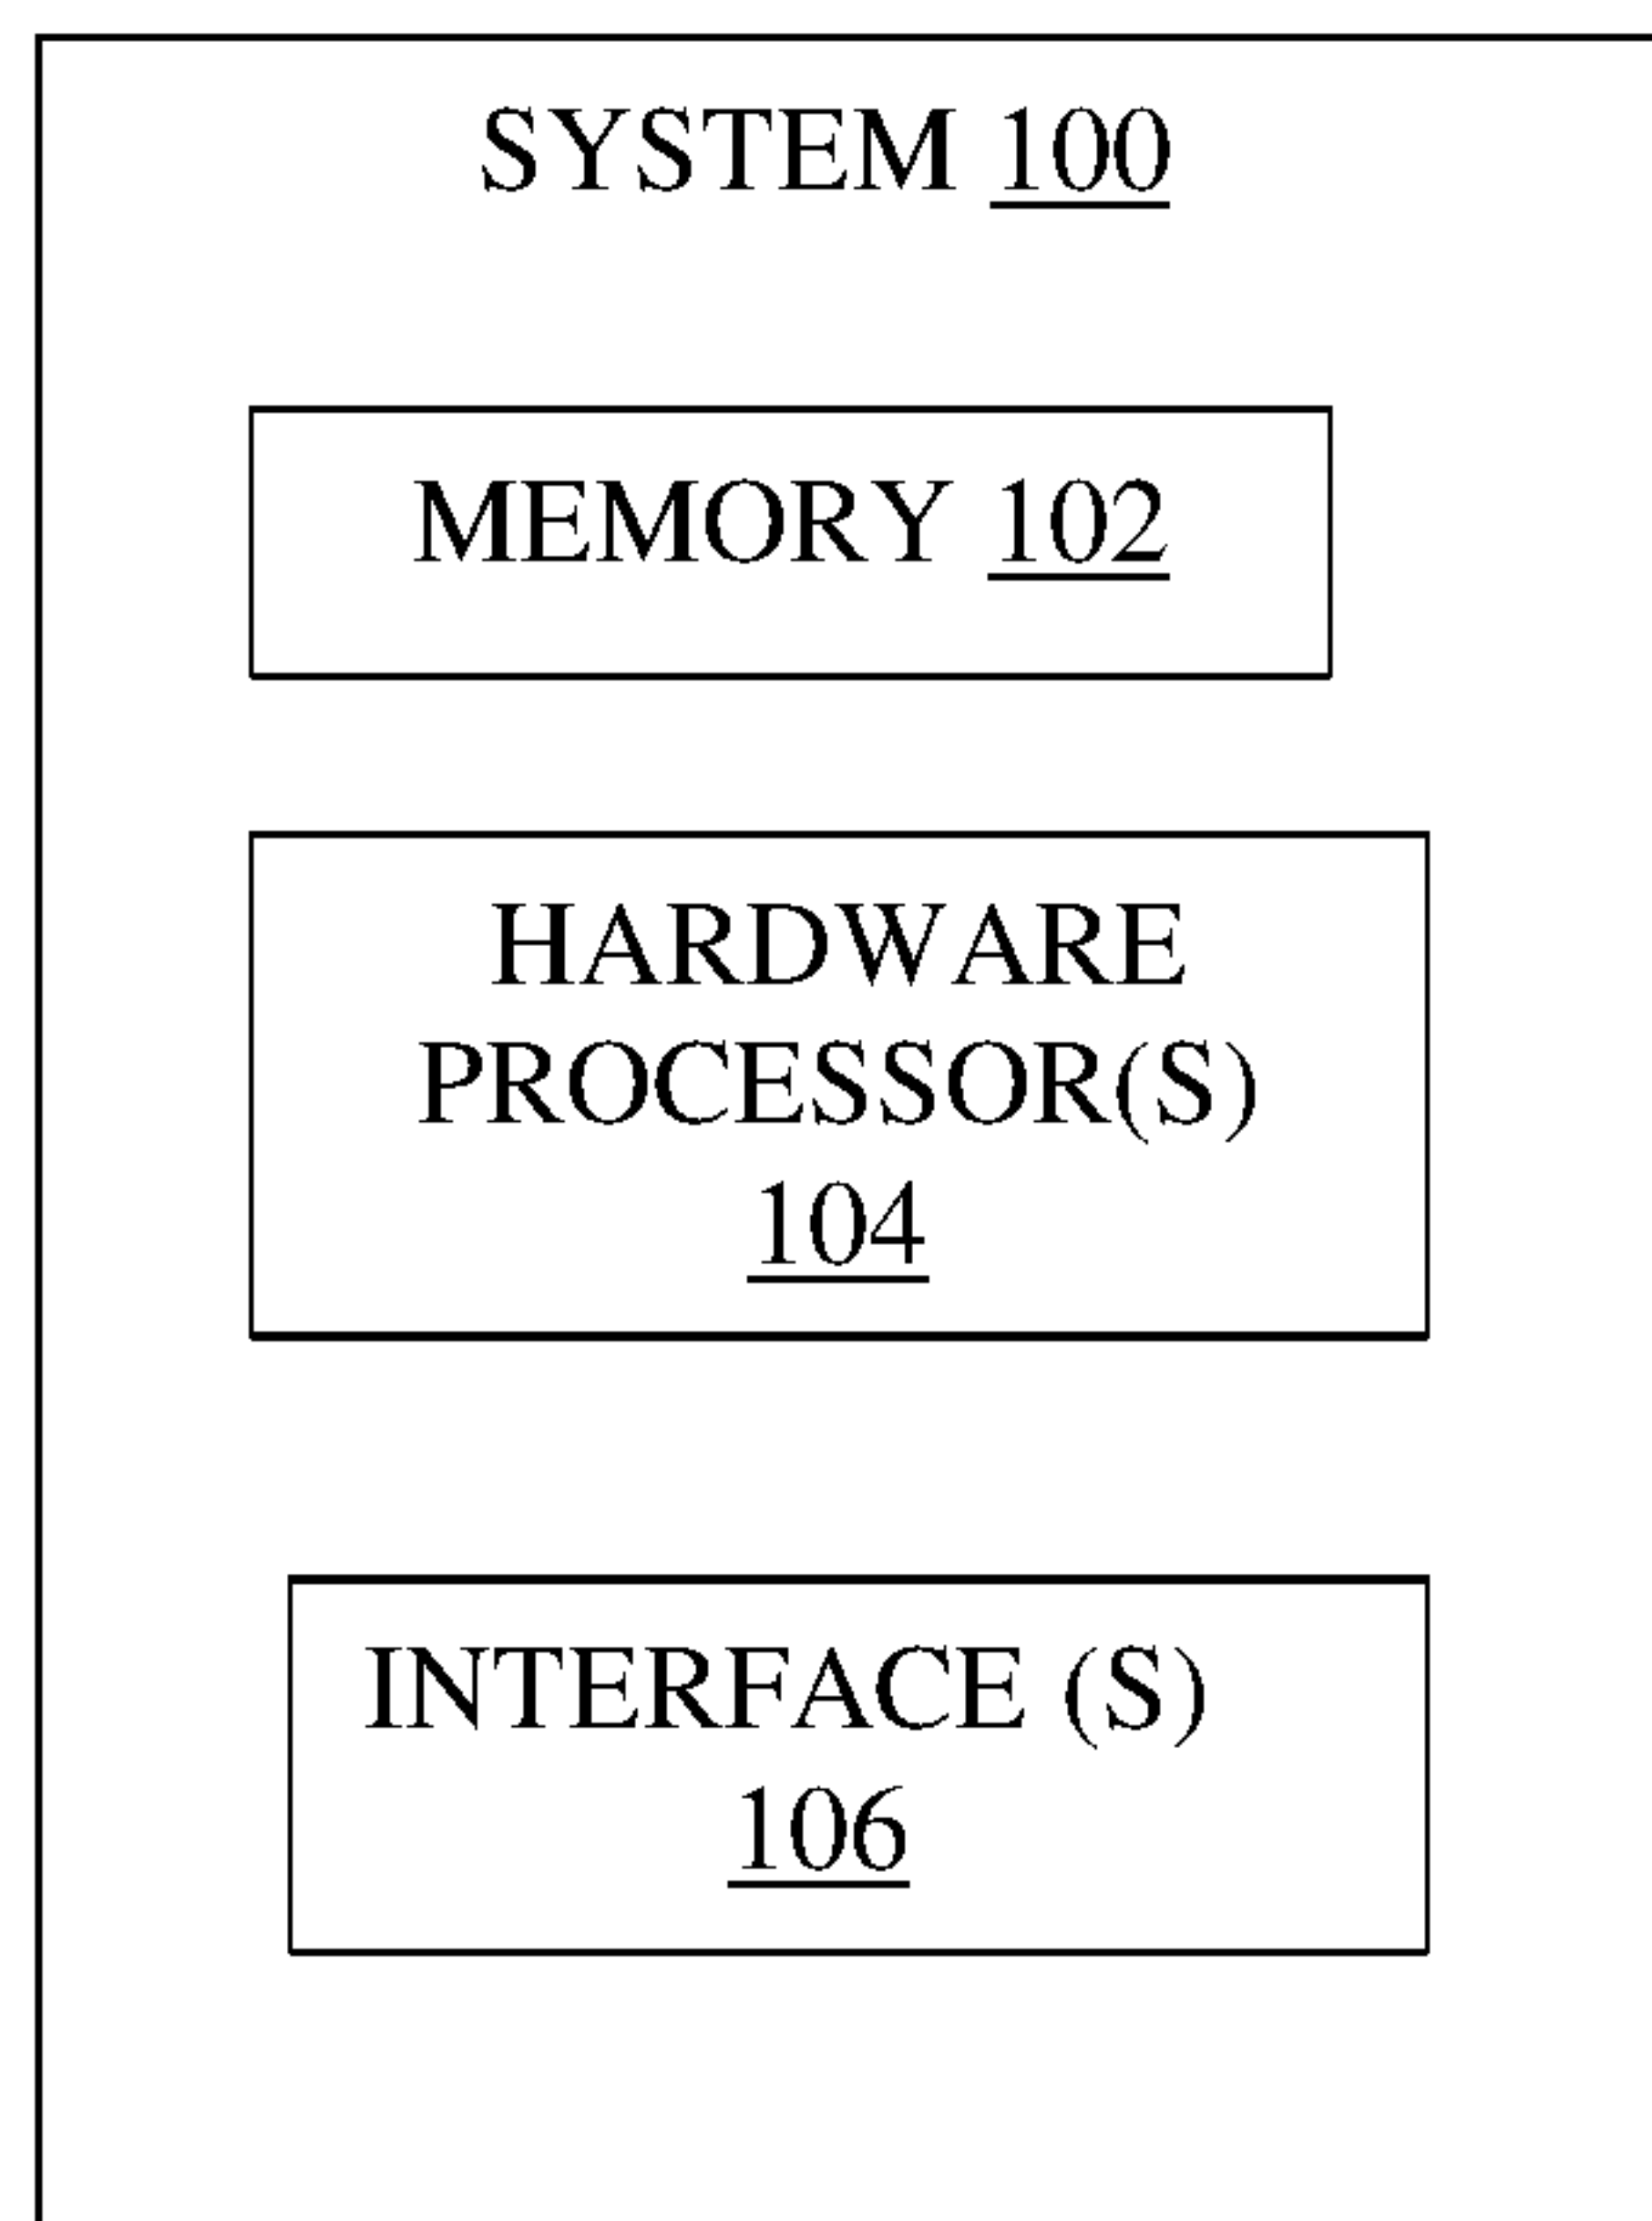 SYSTEM 100
MEMORY 102
HARDWARE
PROCESSOR(S)
104
INTERFACE (S)
106